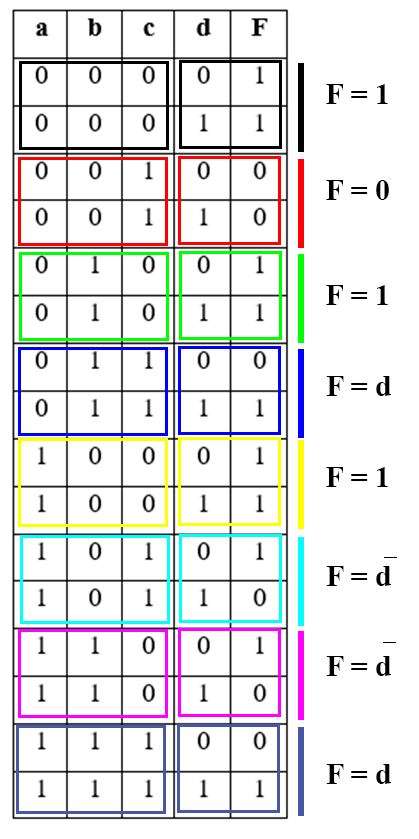 a b c d F
0 0 0 0 1
F = 1
0 0 0 1 1
0 0 1 0 0
F = 0
0 0 1 1 0
0 1 0 0 1
F = 1
0 1 0 1 1
0 1 1 0 0
F = d
0 1 1 1 1
1 0 0 0 1
F = 1
1 0 0 1 1
1 0 1 0 1
F = d̅
1 0 1 1 0
1 1 0 0 1
F = d̅
1 1 0 1 0
1 1 1 0 0
F = d
1 1 1 1 1